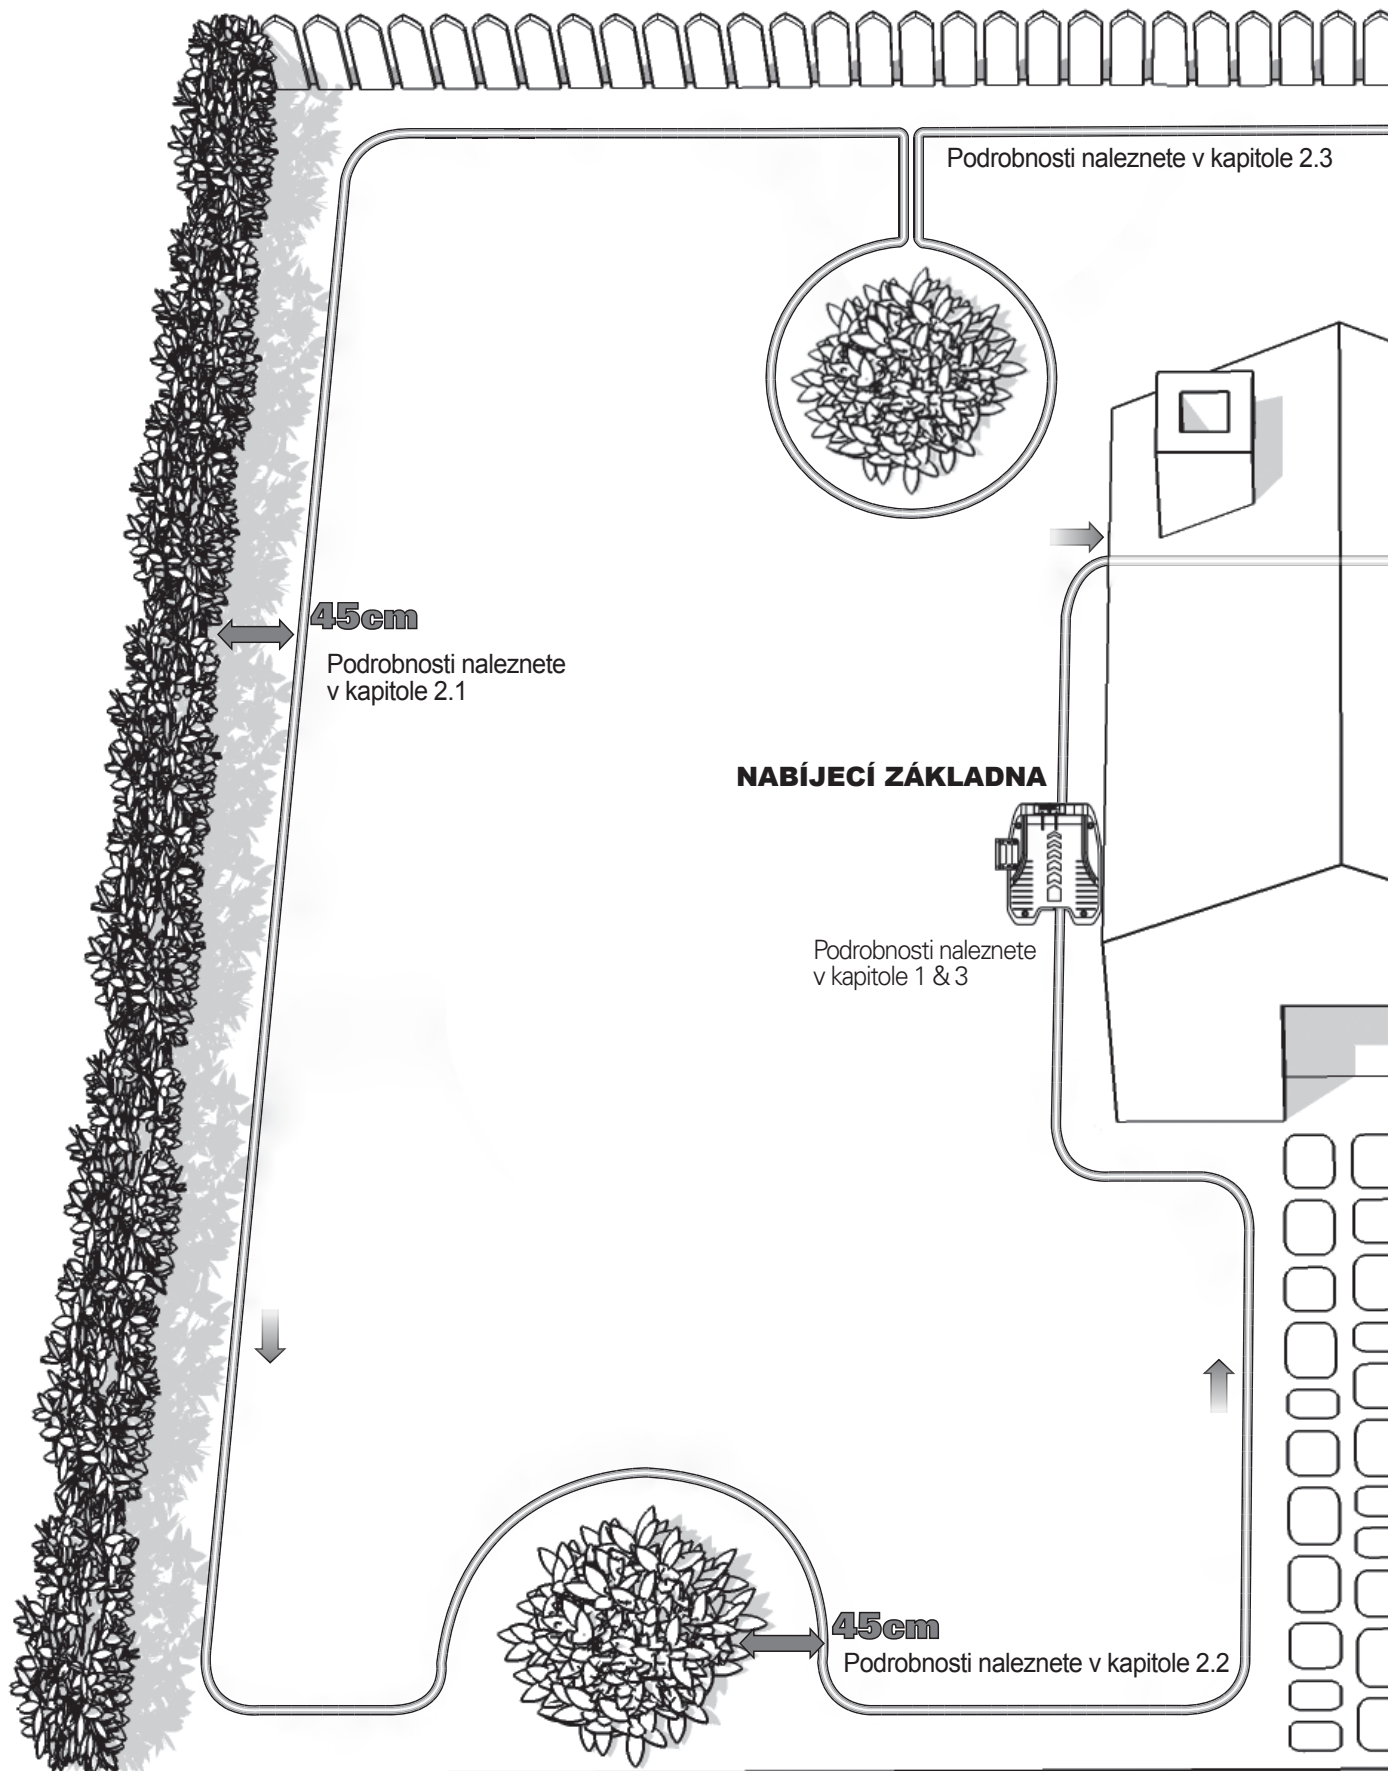 Podrobnosti naleznete v kapitole 2.3
45cm
Podrobnosti naleznete
v kapitole 2.1
NABÍJECÍ ZÁKLADNA
Podrobnosti naleznete
v kapitole 1 & 3
45cm
Podrobnosti naleznete v kapitole 2.2